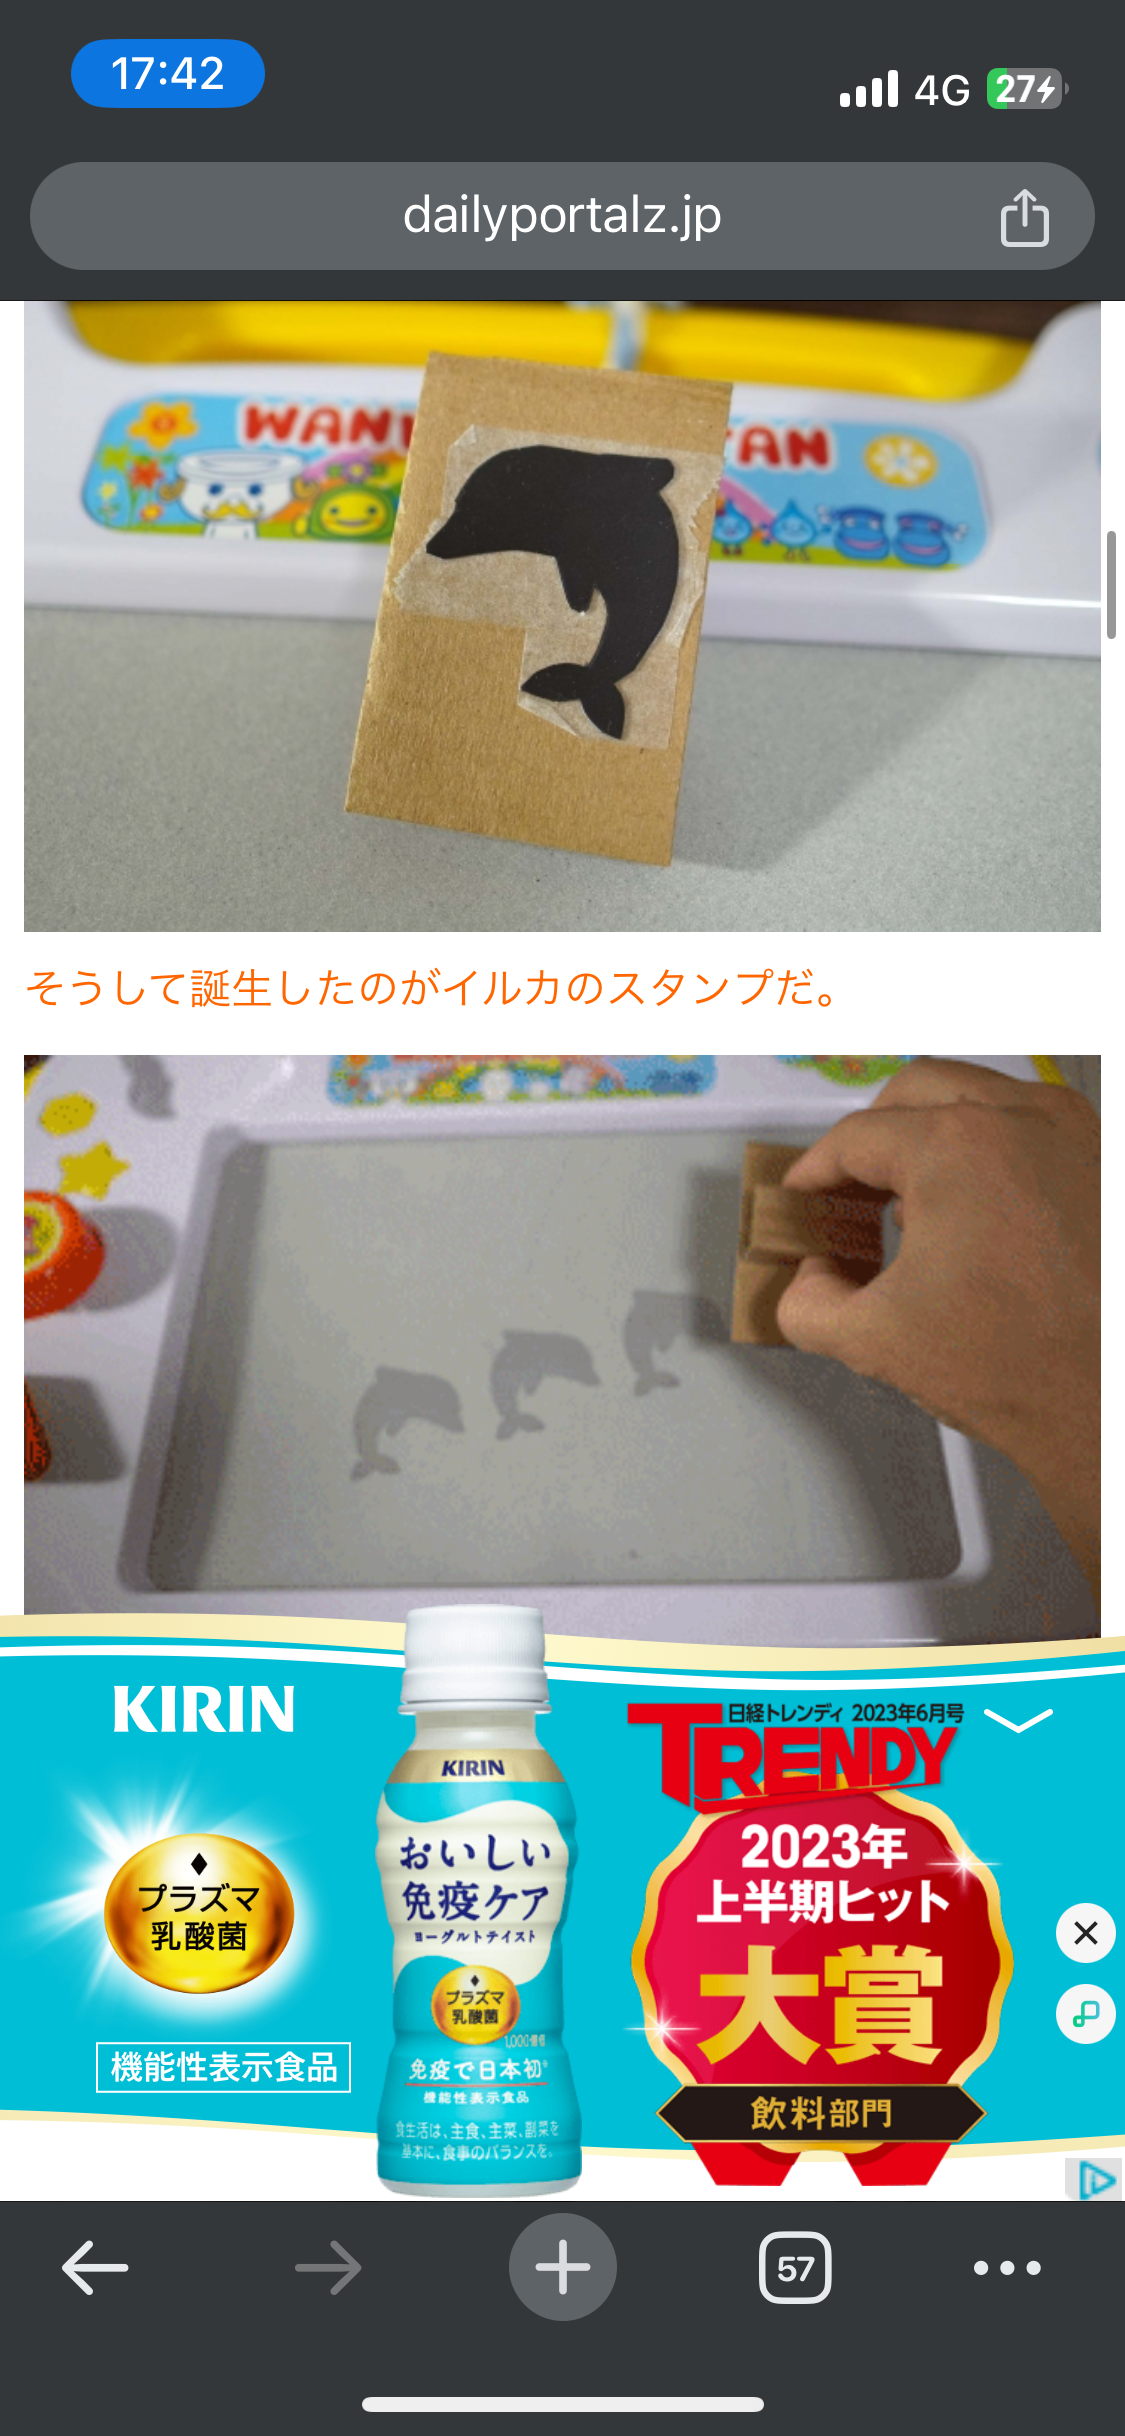 17:42
4G
27
dailyportalz.jp
WAN
TAN
そうして誕生したのがイルカのスタンプだ。
KIRIN
プラズマ
乳酸菌
機能性表示食品
KIRIN
おいしい
免疫ケア
ヨーグルトテイスト
プラズマ
乳酸菌
1,000億個
免疫で日本初*
機能性表示食品
食生活は、主食、主菜、副菜を
基本に、食事のバランスを。
日経トレンディ 2023年6月号
TRENDY
2023年
上半期ヒット
大賞
飲料部門
57